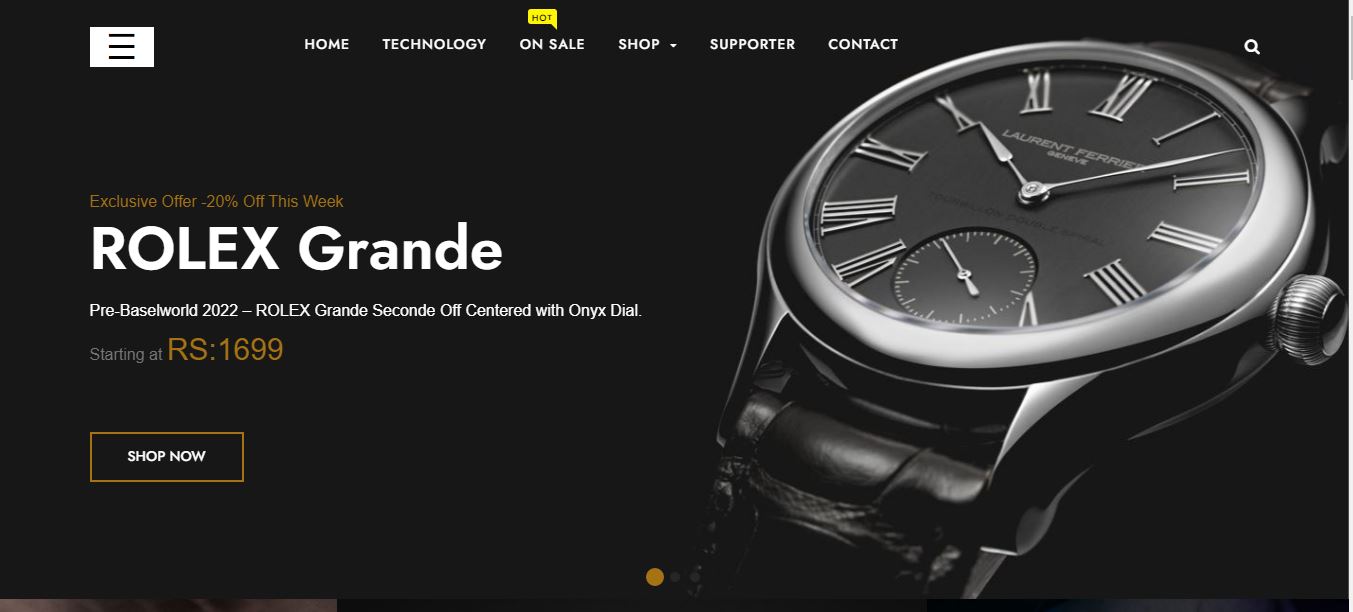 HOT
HOME TECHNOLOGY ON SALE SHOP SUPPORTER CONTACT
LAURENT FERRIER
GENEVE
TOURBILLON DOUBLE SPIRAL
Exclusive Offer -20% Off This Week
ROLEX Grande
Pre-Baselworld 2022 – ROLEX Grande Seconde Off Centered with Onyx Dial.
Starting at RS:1699
SHOP NOW